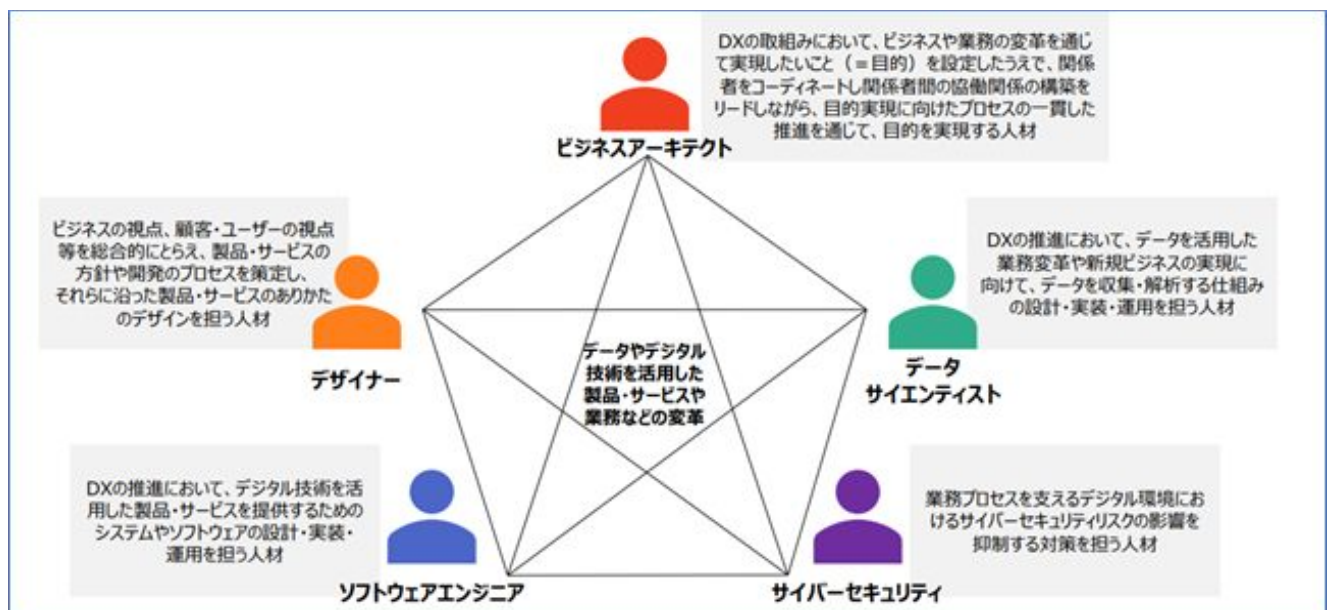 DXの取組みにおいて、ビジネスや業務の変革を通じ
て実現したいこと（＝目的）を設定したうえで、関係
者をコーディネートし関係者間の協働関係の構築を
リードしながら、目的実現に向けたプロセスの一貫した
推進を通じて、目的を実現する人材
ビジネスアーキテクト
ビジネスの視点、顧客・ユーザーの視点
等を総合的にとらえ、製品・サービスの
方針や開発のプロセスを策定し、
それらに沿った製品・サービスのありかた
のデザインを担う人材
デザイナー
DXの推進において、データを活用した
業務変革や新規ビジネスの実現に
向けて、データを収集・解析する仕組み
の設計・実装・運用を担う人材
データ
サイエンティスト
データやデジタル
技術を活用した
製品・サービスや
業務などの変革
DXの推進において、デジタル技術を活
用した製品・サービスを提供するための
システムやソフトウェアの設計・実装・
運用を担う人材
ソフトウェアエンジニア
業務プロセスを支えるデジタル環境にお
けるサイバーセキュリティリスクの影響を
抑制する対策を担う人材
サイバーセキュリティ